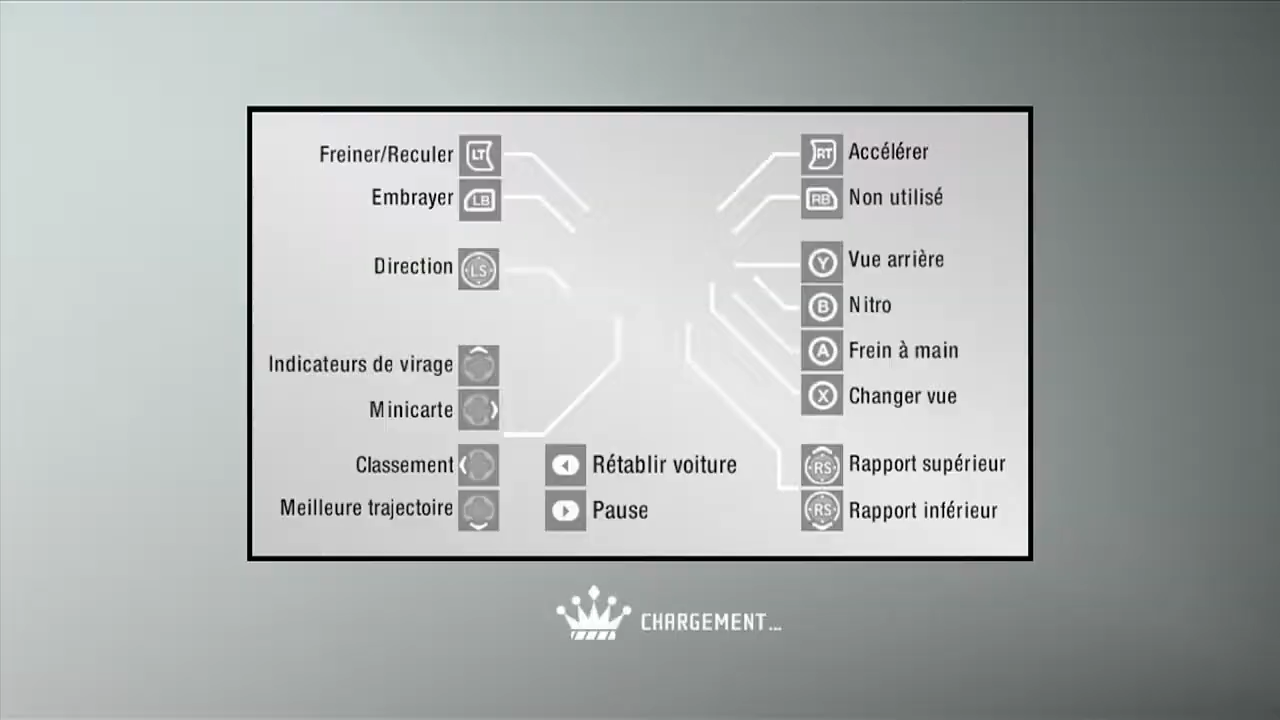 Freiner/Reculer LT
Embrayer LB
Direction LS
Indicateurs de virage
Minicarte
Classement
Meilleure trajectoire
Rétablir voiture
Pause
RT Accélérer
RB Non utilisé
Y Vue arrière
B Nitro
A Frein à main
X Changer vue
RS Rapport supérieur
RS Rapport inférieur
CHARGEMENT...